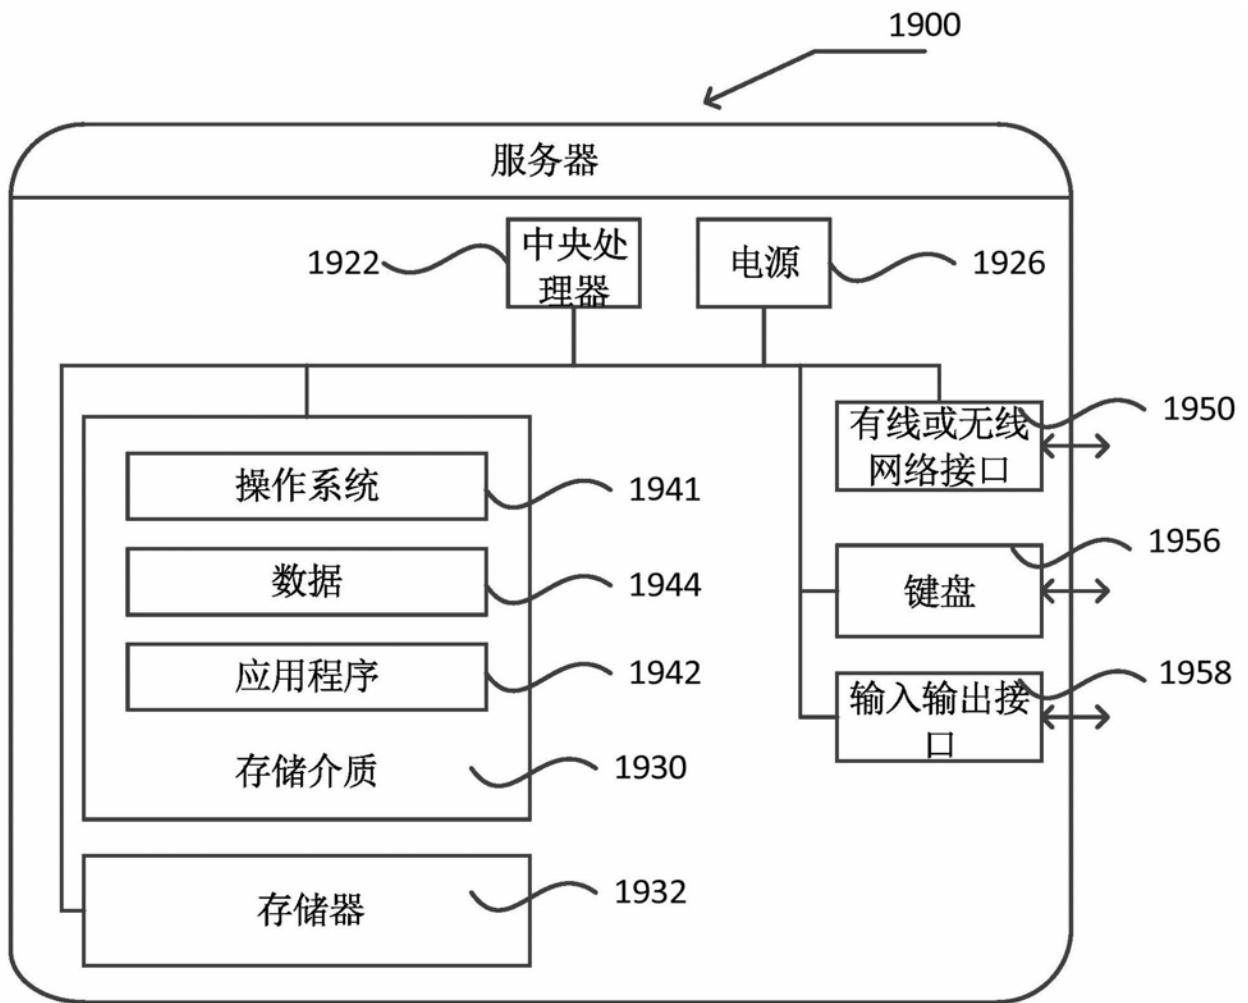 1900
服务器
1922
中央处
理器
电源
1926
有线或无线
网络接口
1950
操作系统
1941
键盘
1956
数据
1944
应用程序
1942
输入输出接
口
1958
存储介质
1930
存储器
1932